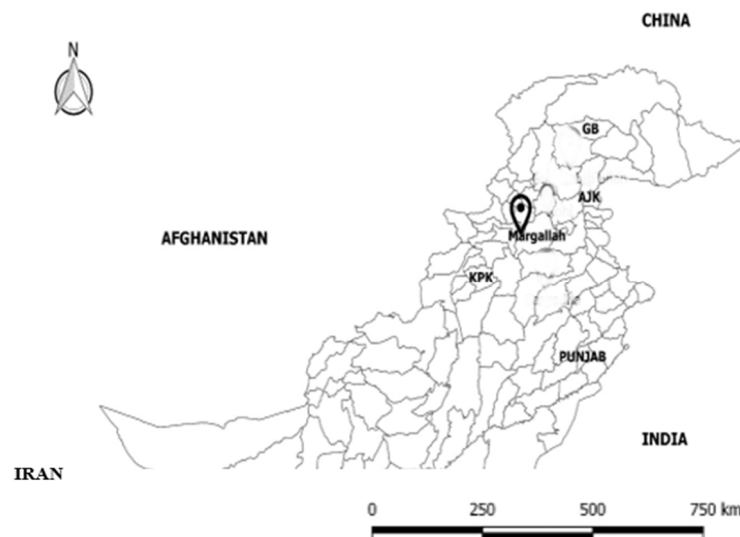 CHINA
N
GB
AJK
AFGHANISTAN
Margallah
KPK
PUNJAB
INDIA
IRAN
0 250 500 750 km